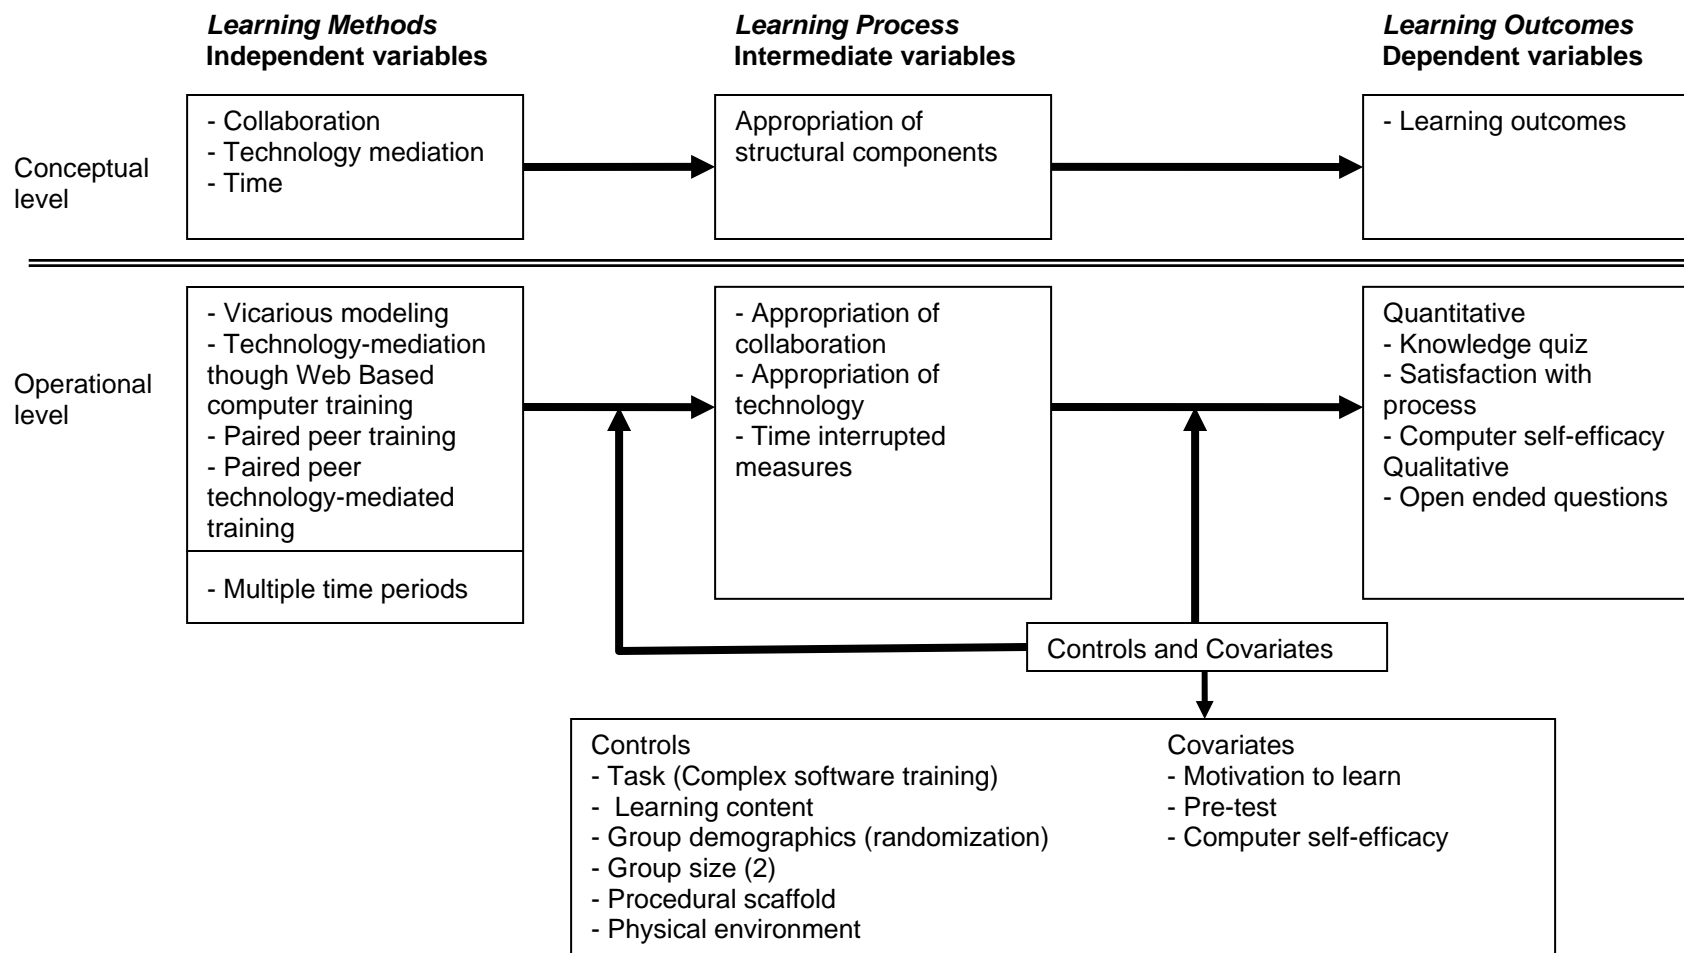 Learning Methods
Independent variables
Learning Process
Intermediate variables
Learning Outcomes
Dependent variables
Conceptual
level
- Collaboration
- Technology mediation
- Time
Appropriation of
structural components
- Learning outcomes
Operational
level
- Vicarious modeling
- Technology-mediation
though Web Based
computer training
- Paired peer training
- Paired peer
technology-mediated
training
- Multiple time periods
- Appropriation of
collaboration
- Appropriation of
technology
- Time interrupted
measures
Quantitative
- Knowledge quiz
- Satisfaction with
process
- Computer self-efficacy
Qualitative
- Open ended questions
Controls and Covariates
Controls
- Task (Complex software training)
- Learning content
- Group demographics (randomization)
- Group size (2)
- Procedural scaffold
- Physical environment
Covariates
- Motivation to learn
- Pre-test
- Computer self-efficacy